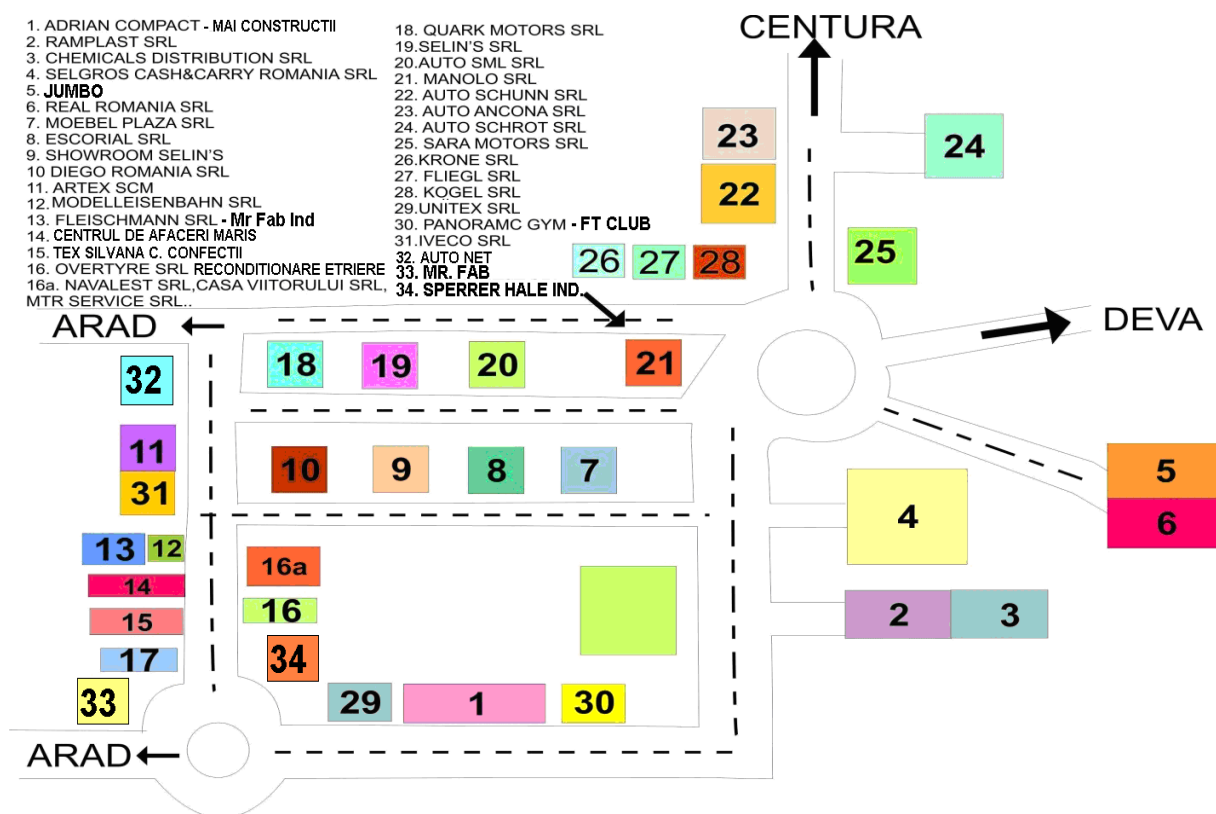 1. ADRIAN COMPACT - MAI CONSTRUCTII
2. RAMPLAST SRL
3. CHEMICALS DISTRIBUTION SRL
4. SELGROS CASH&CARRY ROMANIA SRL
5. JUMBO
6. REAL ROMANIA SRL
7. MOEBEL PLAZA SRL
8. ESCORIAL SRL
9. SHOWROOM SELIN'S
10 DIEGO ROMANIA SRL
11. ARTEX SCM
12. MODELLEISENBAHN SRL
13. FLEISCHMANN SRL - Mr Fab Ind
14. CENTRUL DE AFACERI MARIS
15. TEX SILVANA C. CONFECTII
16. OVERTYRE SRL RECONDITIONARE ETRIERE
16a. NAVALEST SRL,CASA VIITORULUI SRL,
MTR SERVICE SRL..
18. QUARK MOTORS SRL
19.SELIN'S SRL
20.AUTO SML SRL
21. MANOLO SRL
22. AUTO SCHUNN SRL
23. AUTO ANCONA SRL
24. AUTO SCHROT SRL
25. SARA MOTORS SRL
26.KRONE SRL
27. FLIEGL SRL
28. KÖGEL SRL
29.UNITEX SRL
30. PANORAMC GYM - FT CLUB
31.IVECO SRL
32. AUTO NET
33. MR. FAB
34. SPERRER HALE IND.
CENTURA
23
24
22
25
26
27
28
ARAD
DEVA
18
19
20
21
32
11
31
10
9
8
7
5
6
4
13
12
14
15
17
33
16a
16
34
29
1
30
2
3
ARAD